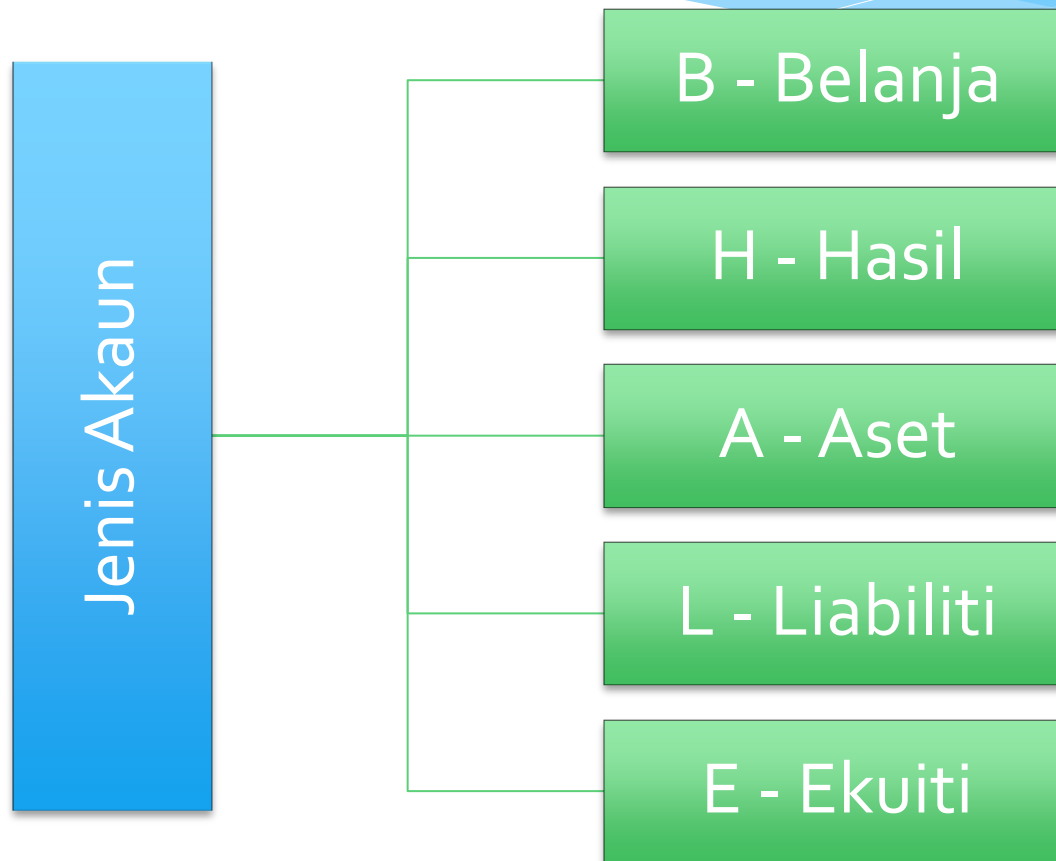 Jenis Akaun
B - Belanja
H - Hasil
A - Aset
L - Liabiliti
E - Ekuiti